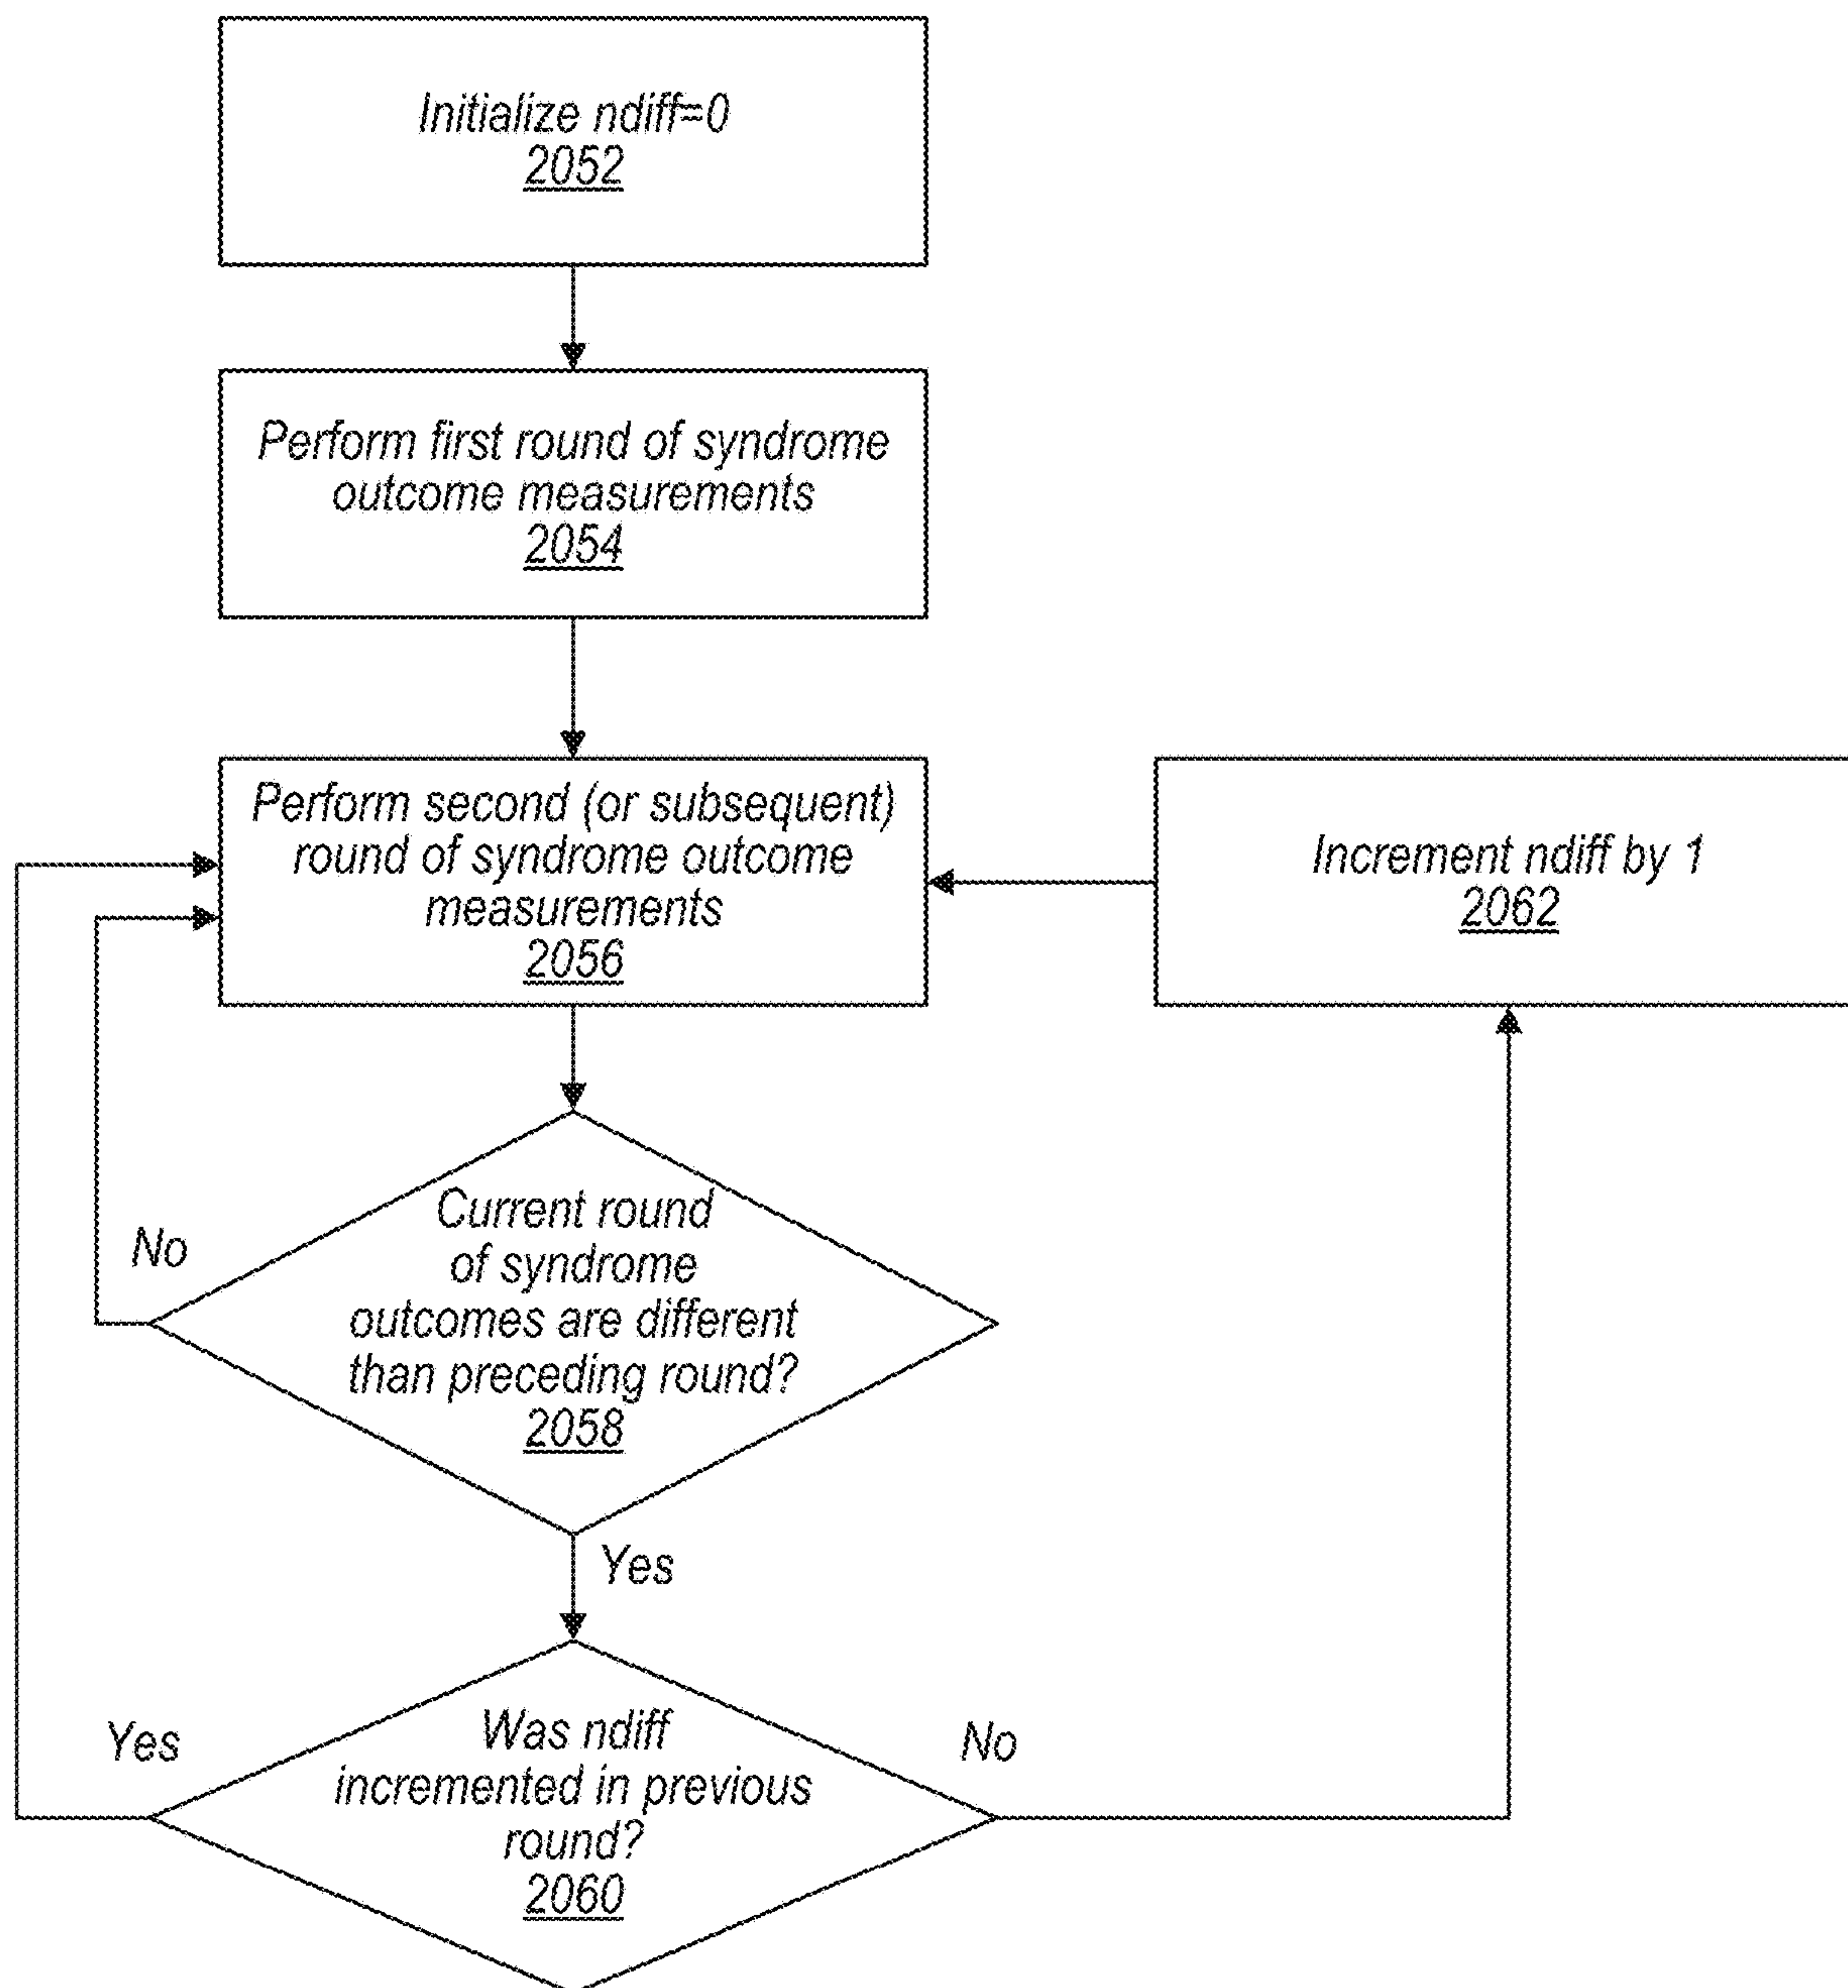 Initialize ndiff=0
2052
Perform first round of syndrome
outcome measurements
2054
Perform second (or subsequent)
round of syndrome outcome
measurements
2056
Increment ndiff by 1
2062
Current round
of syndrome
outcomes are different
than preceding round?
2058
No
Yes
Was ndiff
incremented in previous
round?
2060
Yes
No